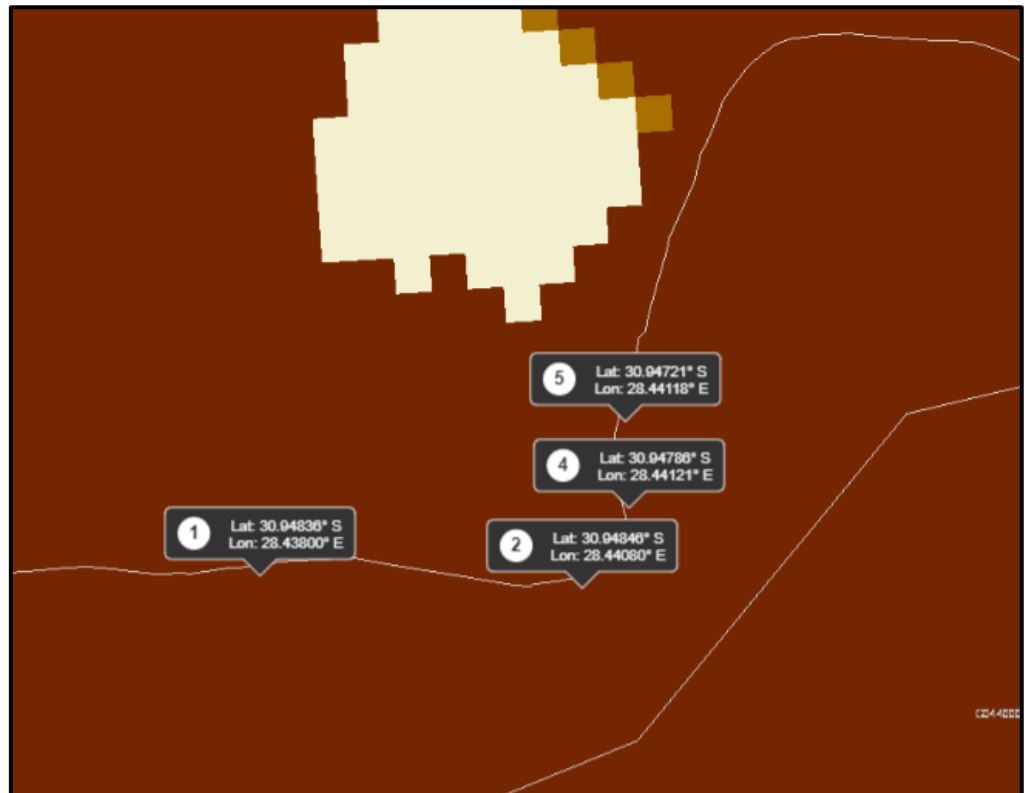 5
Lat: 30.94721° S
Lon: 28.44118° E
4
Lat: 30.94786° S
Lon: 28.44121° E
1
Lat: 30.94836° S
Lon: 28.43800° E
2
Lat: 30.94846° S
Lon: 28.44080° E